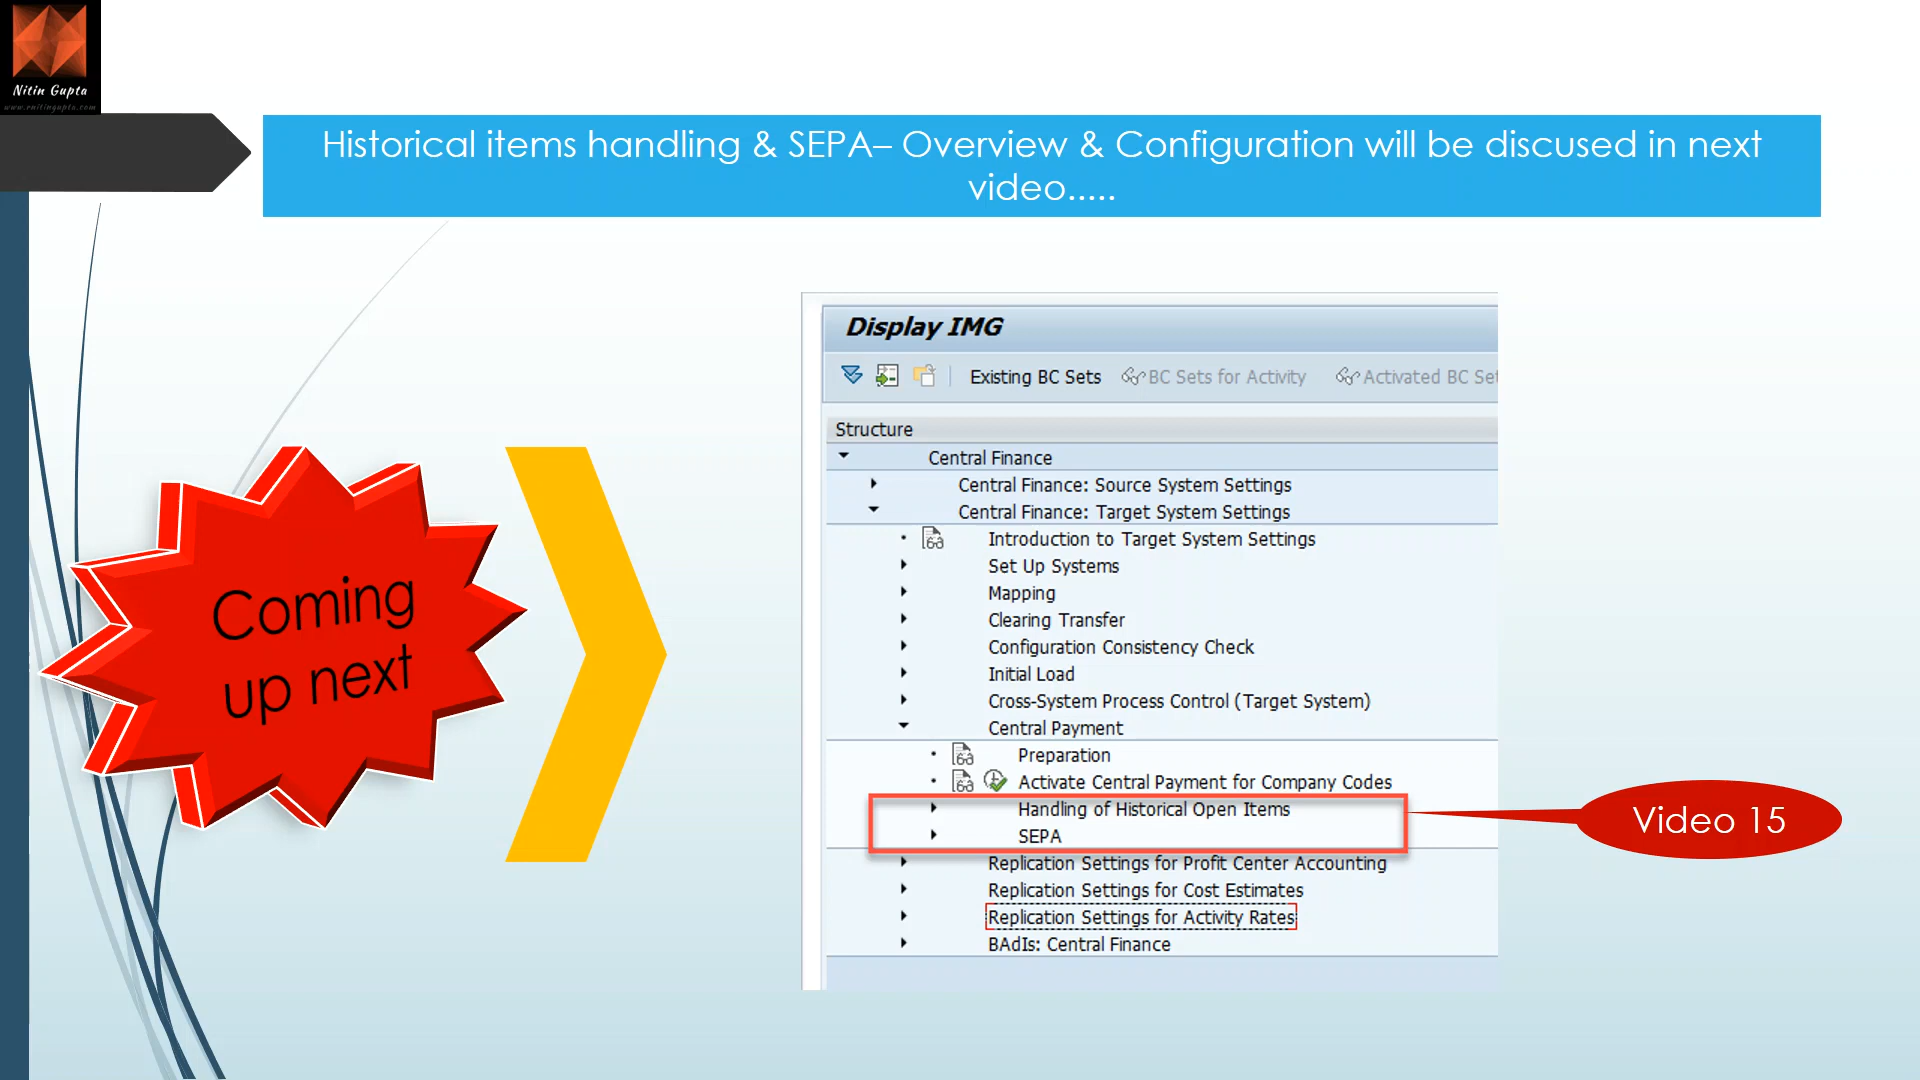 Nitin Gupta
www.rnitingupta.com
Historical items handling & SEPA– Overview & Configuration will be discused in next
video.....
Coming
up next
Display IMG
Existing BC Sets BC Sets for Activity Activated BC Set
Structure
Central Finance
Central Finance: Source System Settings
Central Finance: Target System Settings
Introduction to Target System Settings
Set Up Systems
Mapping
Clearing Transfer
Configuration Consistency Check
Initial Load
Cross-System Process Control (Target System)
Central Payment
Preparation
Activate Central Payment for Company Codes
Handling of Historical Open Items
SEPA
Replication Settings for Profit Center Accounting
Replication Settings for Cost Estimates
Replication Settings for Activity Rates
BAdIs: Central Finance
Video 15